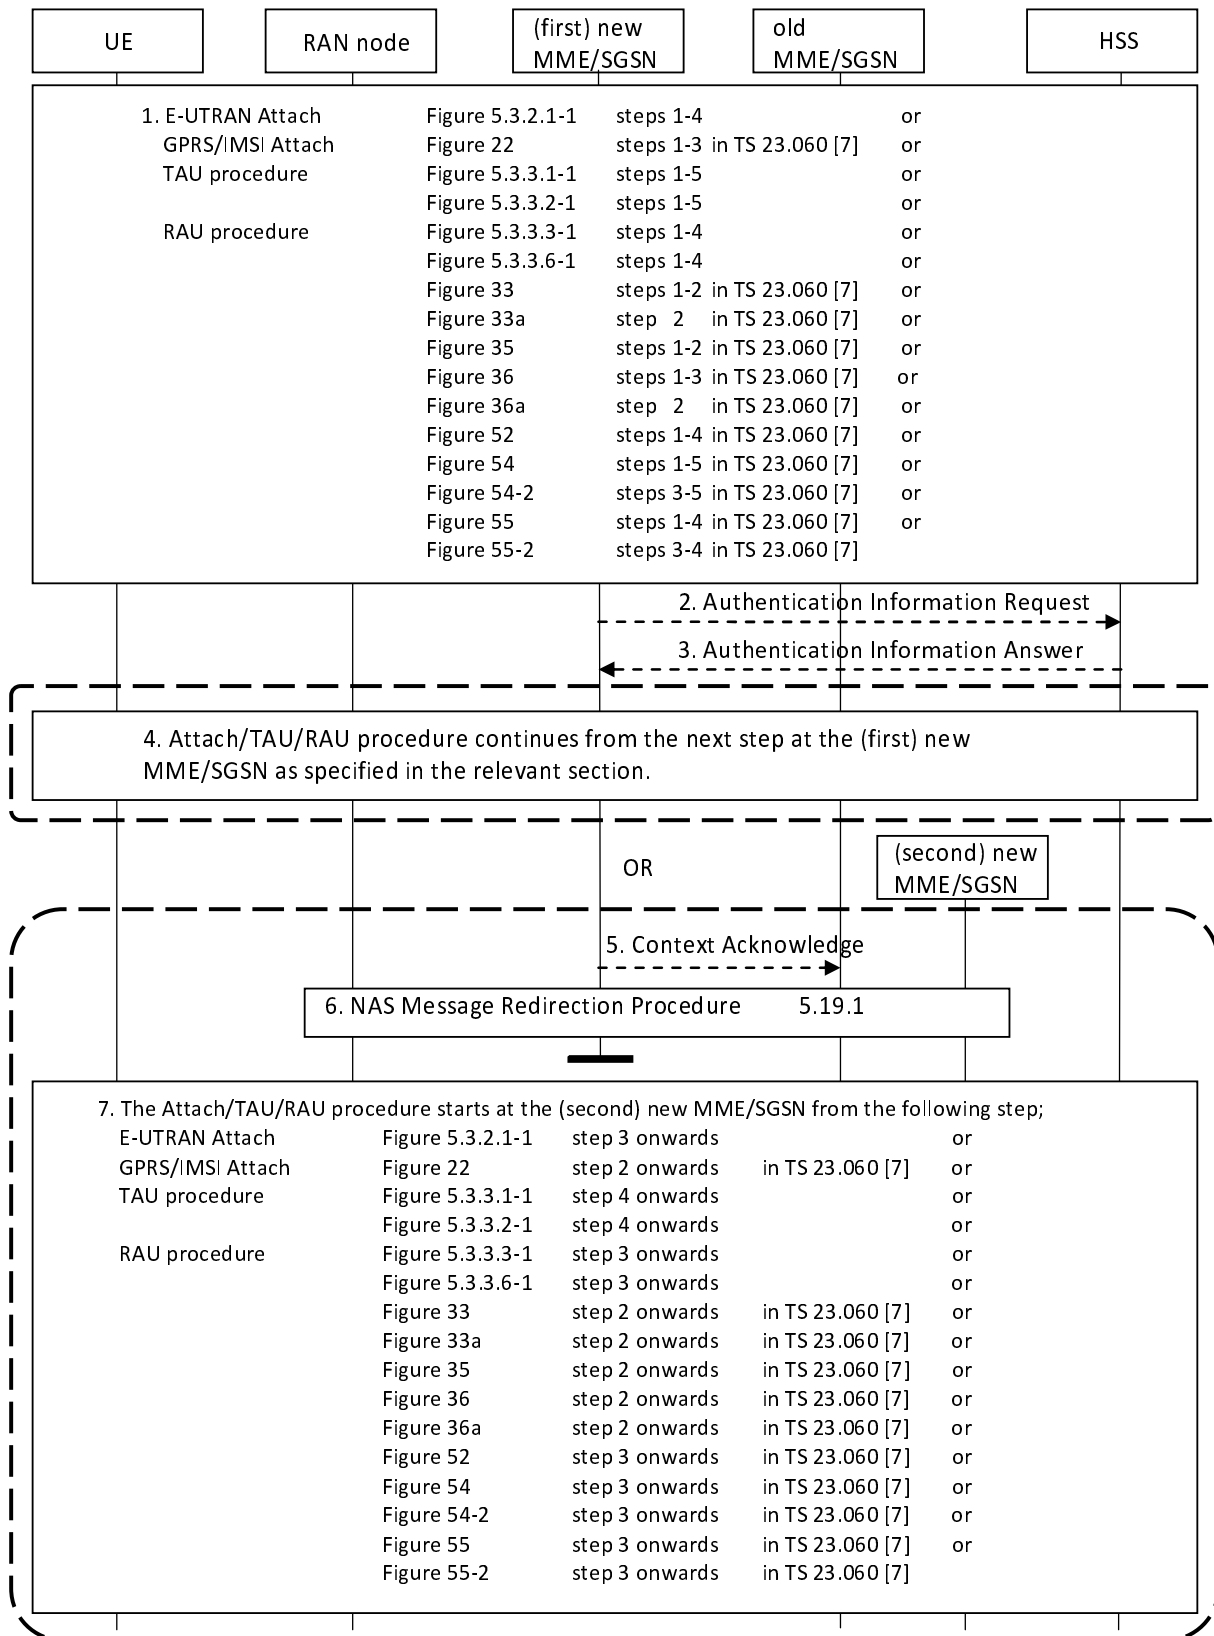 UE
RAN node
(first) new
MME/SGSN
old
MME/SGSN
HSS
1. E-UTRAN Attach Figure 5.3.2.1-1 steps 1-4 or
GPRS/IMSI Attach Figure 22 steps 1-3 in TS 23.060 [7] or
TAU procedure Figure 5.3.3.1-1 steps 1-5 or
Figure 5.3.3.2-1 steps 1-5 or
RAU procedure Figure 5.3.3.3-1 steps 1-4 or
Figure 5.3.3.6-1 steps 1-4 or
Figure 33 steps 1-2 in TS 23.060 [7] or
Figure 33a step 2 in TS 23.060 [7] or
Figure 35 steps 1-2 in TS 23.060 [7] or
Figure 36 steps 1-3 in TS 23.060 [7] or
Figure 36a step 2 in TS 23.060 [7] or
Figure 52 steps 1-4 in TS 23.060 [7] or
Figure 54 steps 1-5 in TS 23.060 [7] or
Figure 54-2 steps 3-5 in TS 23.060 [7] or
Figure 55 steps 1-4 in TS 23.060 [7] or
Figure 55-2 steps 3-4 in TS 23.060 [7]
2. Authentication Information Request
3. Authentication Information Answer
4. Attach/TAU/RAU procedure continues from the next step at the (first) new
MME/SGSN as specified in the relevant section.
OR
(second) new
MME/SGSN
5. Context Acknowledge
6. NAS Message Redirection Procedure 5.19.1
7. The Attach/TAU/RAU procedure starts at the (second) new MME/SGSN from the following step;
E-UTRAN Attach Figure 5.3.2.1-1 step 3 onwards or
GPRS/IMSI Attach Figure 22 step 2 onwards in TS 23.060 [7] or
TAU procedure Figure 5.3.3.1-1 step 4 onwards or
Figure 5.3.3.2-1 step 4 onwards or
RAU procedure Figure 5.3.3.3-1 step 3 onwards or
Figure 5.3.3.6-1 step 3 onwards or
Figure 33 step 2 onwards in TS 23.060 [7] or
Figure 33a step 2 onwards in TS 23.060 [7] or
Figure 35 step 2 onwards in TS 23.060 [7] or
Figure 36 step 2 onwards in TS 23.060 [7] or
Figure 36a step 2 onwards in TS 23.060 [7] or
Figure 52 step 3 onwards in TS 23.060 [7] or
Figure 54 step 3 onwards in TS 23.060 [7] or
Figure 54-2 step 3 onwards in TS 23.060 [7] or
Figure 55 step 3 onwards in TS 23.060 [7] or
Figure 55-2 step 3 onwards in TS 23.060 [7]